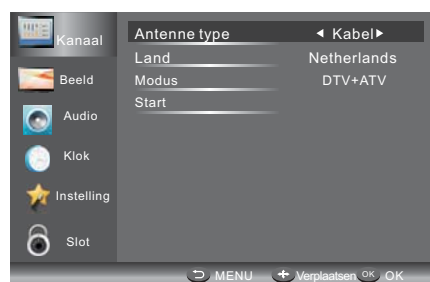 Kanaal
Beeld
Audio
Klok
Instelling
Slot
Antenne type Kabel
Land Netherlands
Modus DTV+ATV
Start
MENU Verplaatsen OK OK